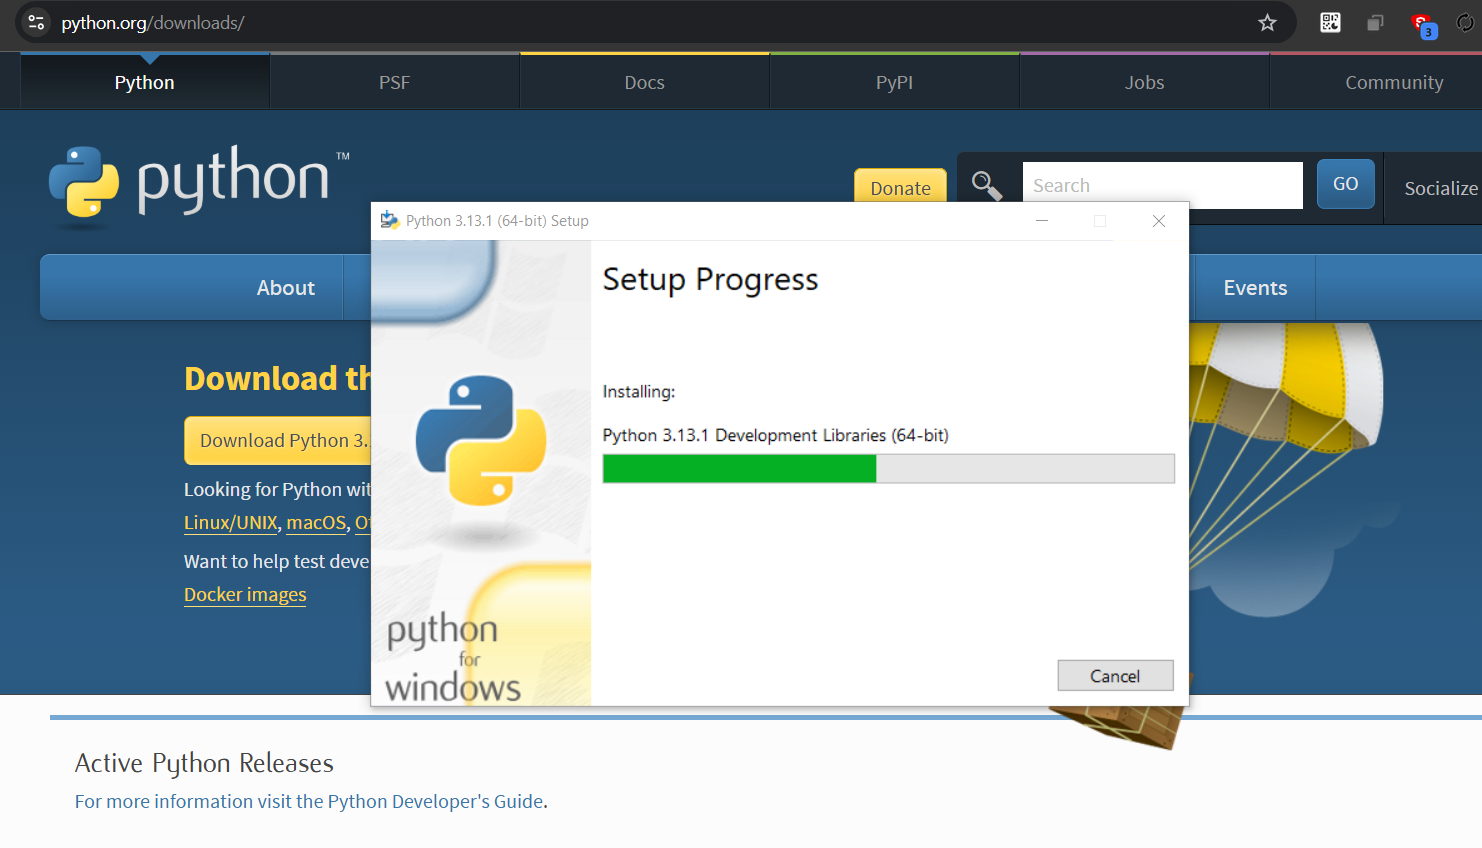 python.org/downloads/
3
Python
PSF
Docs
PyPI
Jobs
Community
python™
Donate
Search
GO
Socialize
Python 3.13.1 (64-bit) Setup
About
Events
Setup Progress
Download th
Installing:
Download Python 3.
Python 3.13.1 Development Libraries (64-bit)
Looking for Python wit
Linux/UNIX, macOS, Ot
Want to help test deve
Docker images
python
for
windows
Cancel
Active Python Releases
For more information visit the Python Developer's Guide.